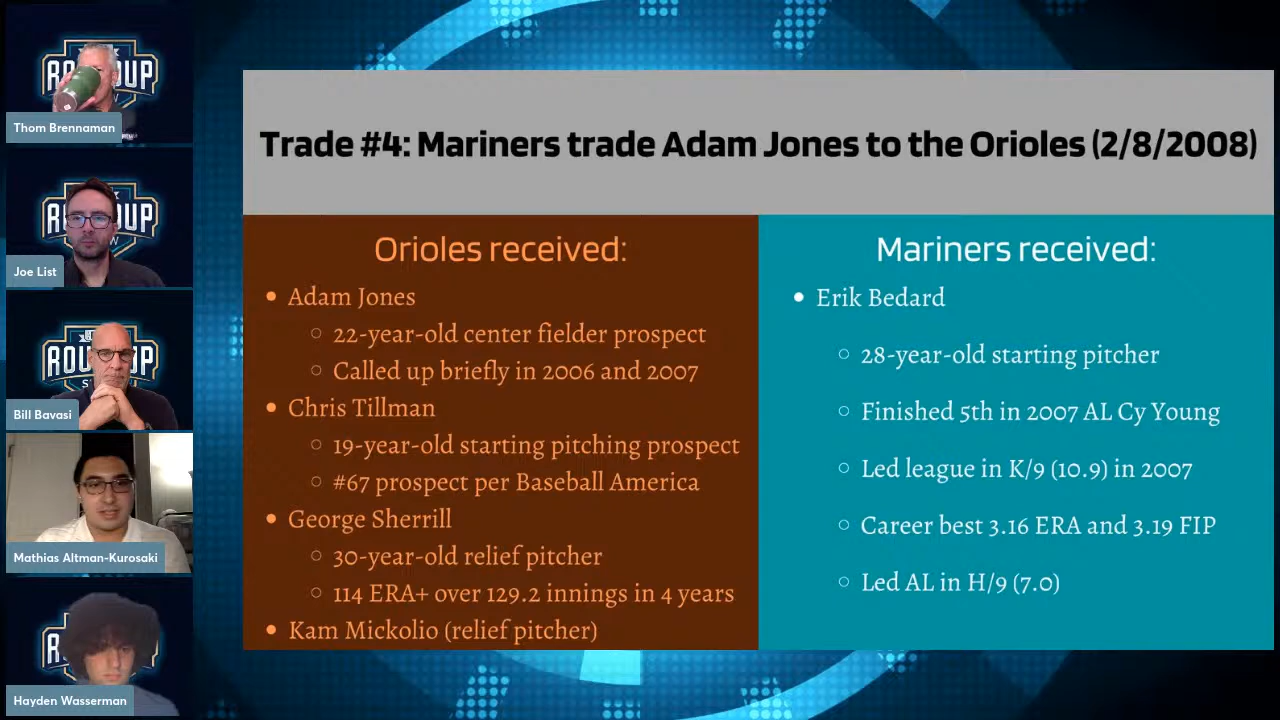 Thom Brennaman
Joe List
Bill Bavasi
Mathias Altman-Kurosaki
Hayden Wasserman
Trade #4: Mariners trade Adam Jones to the Orioles (2/8/2008)
Orioles received:
• Adam Jones
○ 22-year-old center fielder prospect
○ Called up briefly in 2006 and 2007
• Chris Tillman
○ 19-year-old starting pitching prospect
○ #67 prospect per Baseball America
• George Sherrill
○ 30-year-old relief pitcher
○ 114 ERA+ over 129.2 innings in 4 years
• Kam Mickolio (relief pitcher)
Mariners received:
• Erik Bedard
○ 28-year-old starting pitcher
○ Finished 5th in 2007 AL Cy Young
○ Led league in K/9 (10.9) in 2007
○ Career best 3.16 ERA and 3.19 FIP
○ Led AL in H/9 (7.0)